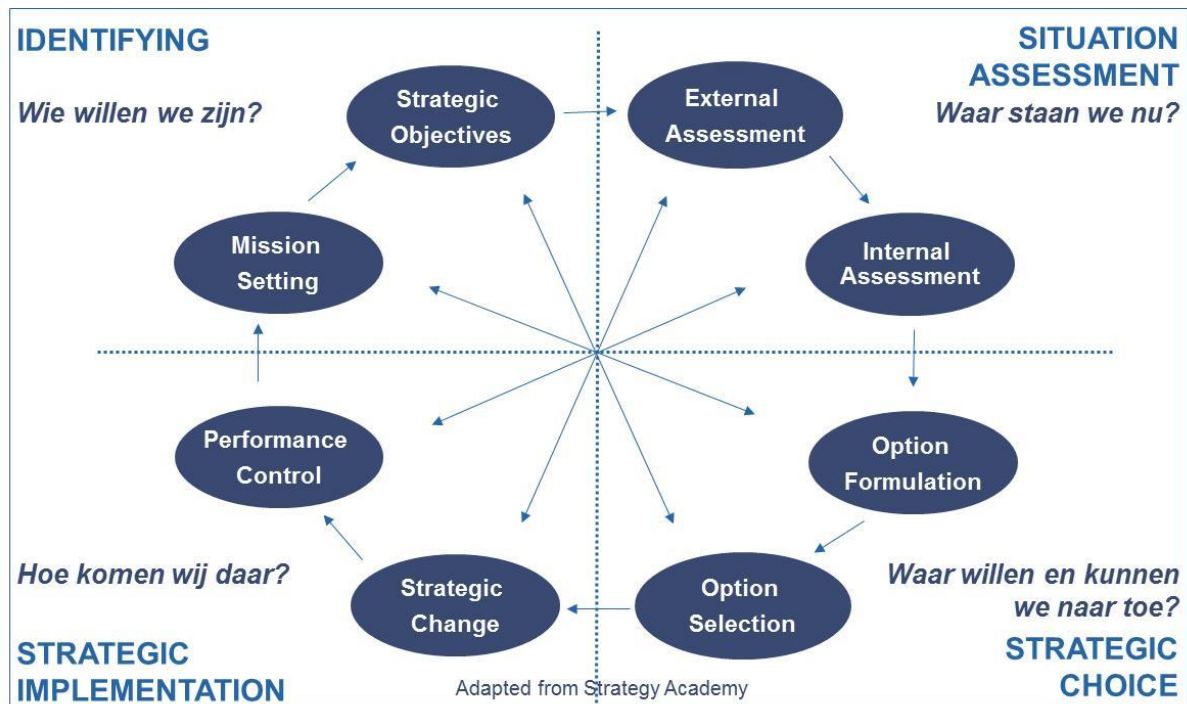 IDENTIFYING
Wie willen we zijn?
Strategic
Objectives
Mission
Setting
SITUATION
ASSESSMENT
Waar staan we nu?
External
Assessment
Internal
Assessment
Performance
Control
Strategic
Change
Hoe komen wij daar?
STRATEGIC
IMPLEMENTATION
Option
Formulation
Option
Selection
Waar willen en kunnen
we naar toe?
STRATEGIC
CHOICE
Adapted from Strategy Academy